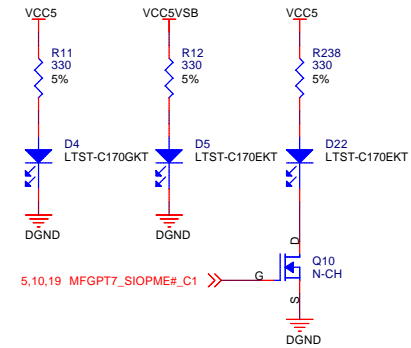 VCC5
VCC5VSB
VCC5
R11
330
5%
R12
330
5%
R238
330
5%
D4
LTST-C170GKT
D5
LTST-C170EKT
D22
LTST-C170EKT
DGND
DGND
D
Q10
N-CH
G
5,10,19 MFGPT7_SIOPME#_C1
S
DGND